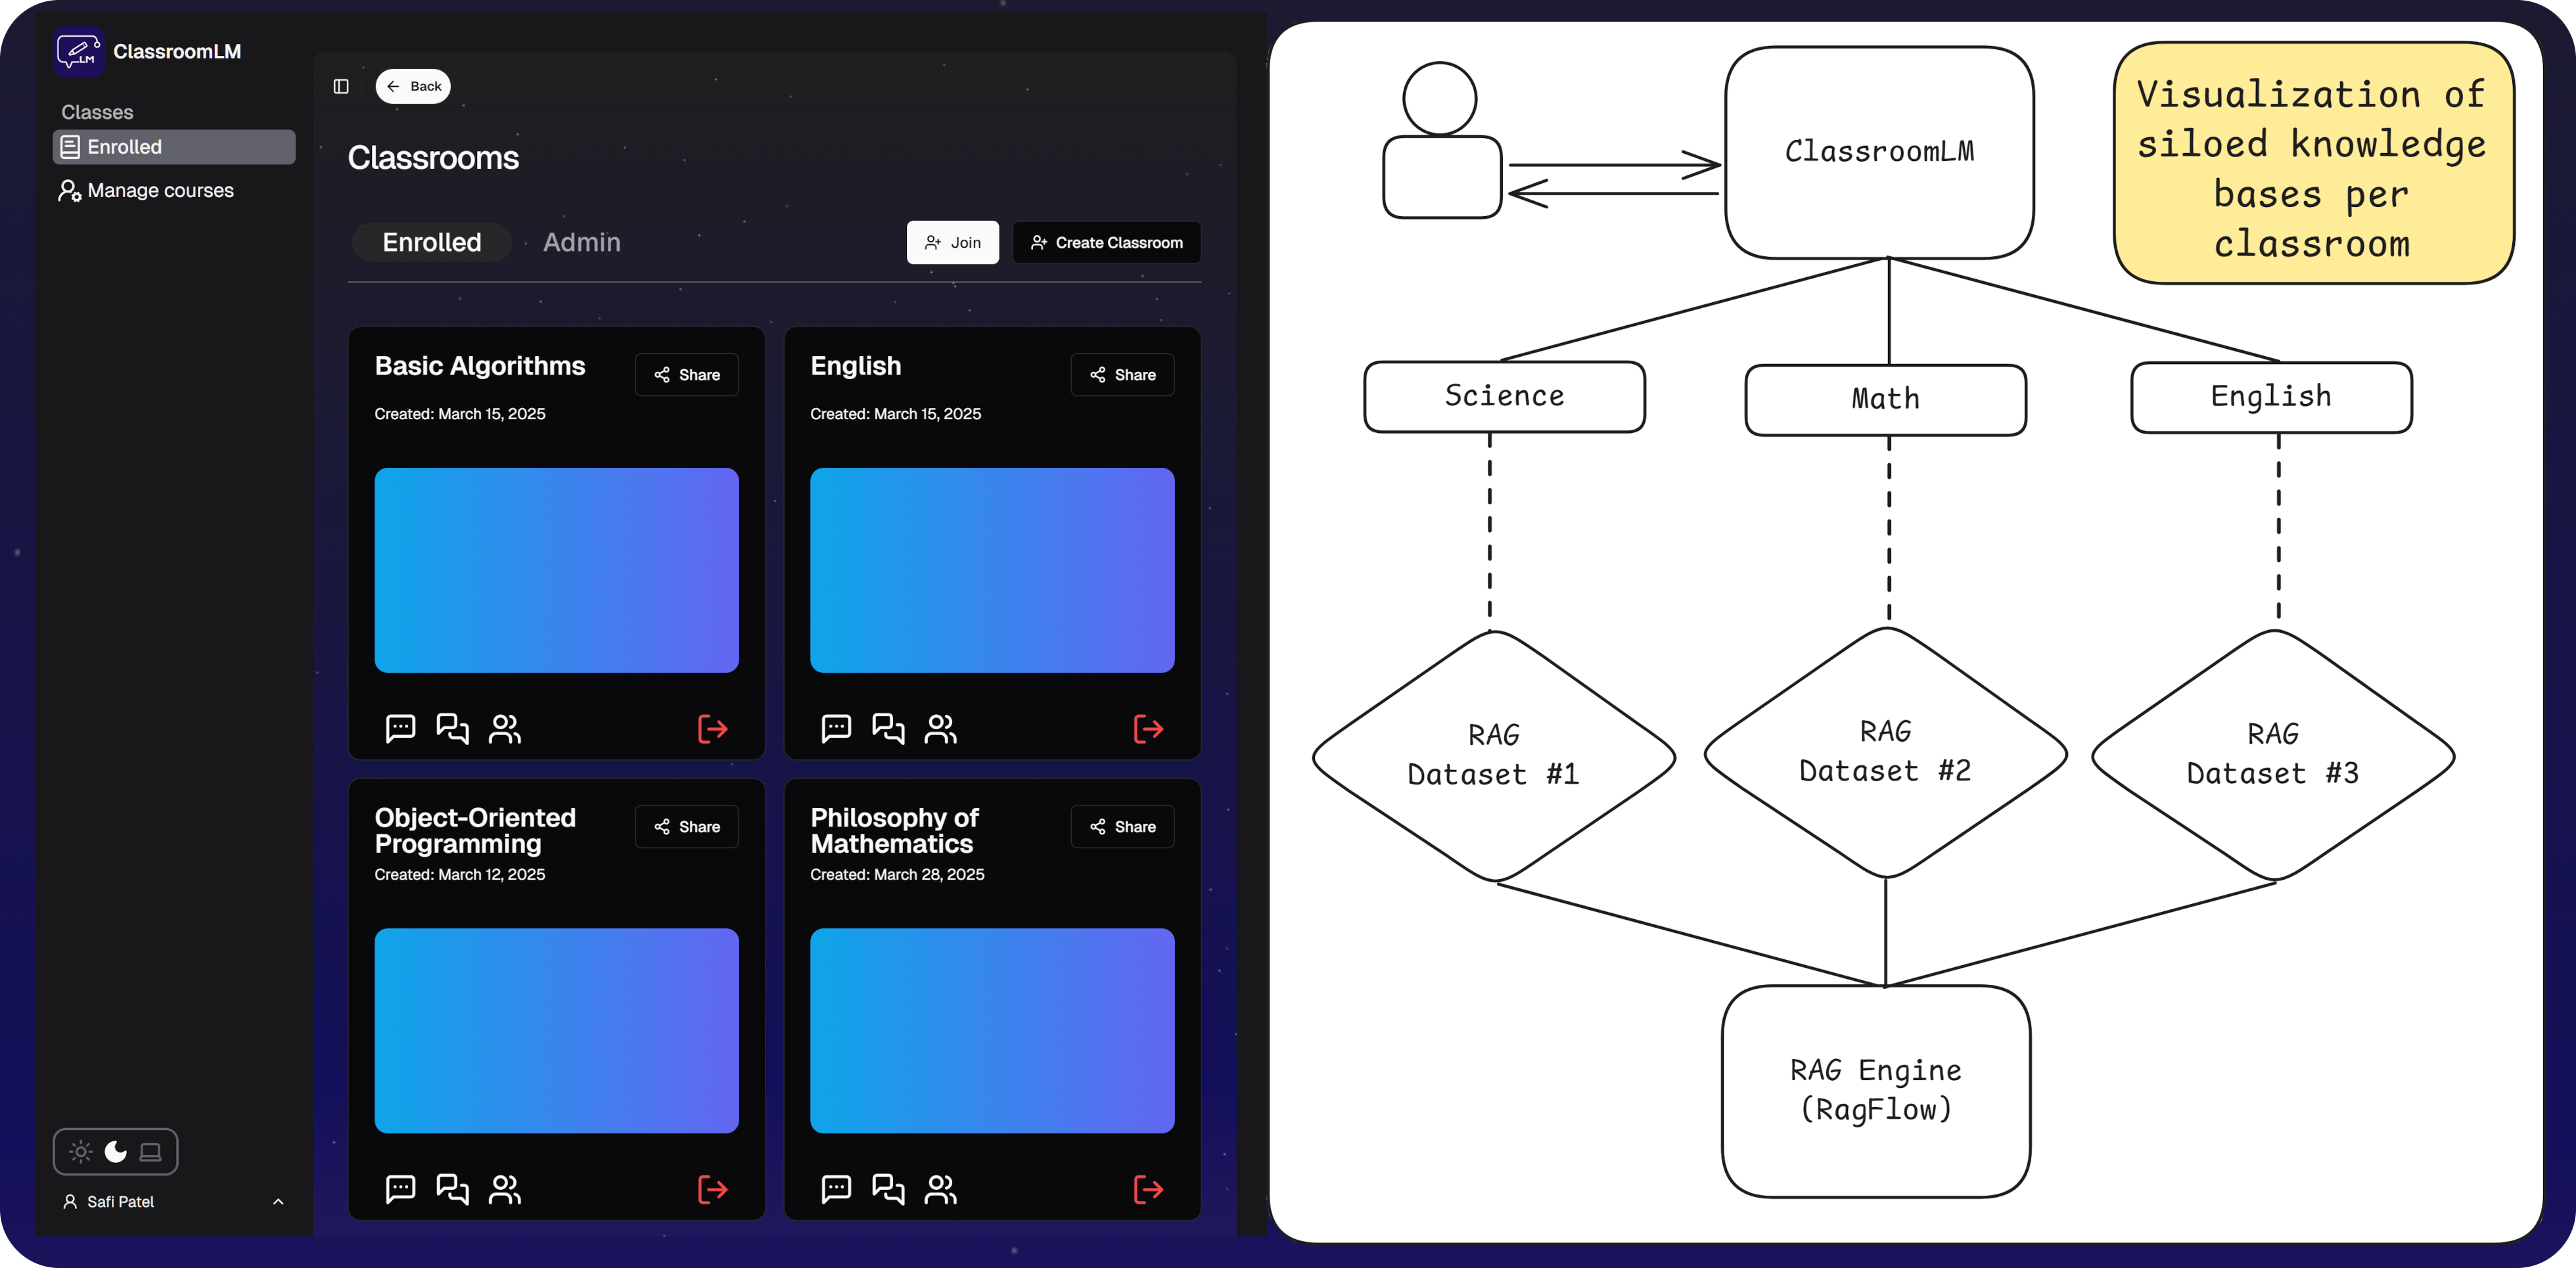 LM
ClassroomLM
Classes
Enrolled
Manage courses
Back
Classrooms
Enrolled
Admin
Join
Create Classroom
Basic Algorithms
Share
Created: March 15, 2025
English
Share
Created: March 15, 2025
Object-Oriented
Programming
Share
Created: March 12, 2025
Philosophy of
Mathematics
Share
Created: March 28, 2025
Safi Patel
ClassroomLM
Visualization of
siloed knowledge
bases per
classroom
Science
Math
English
RAG
Dataset #1
RAG
Dataset #2
RAG
Dataset #3
RAG Engine
(RagFlow)